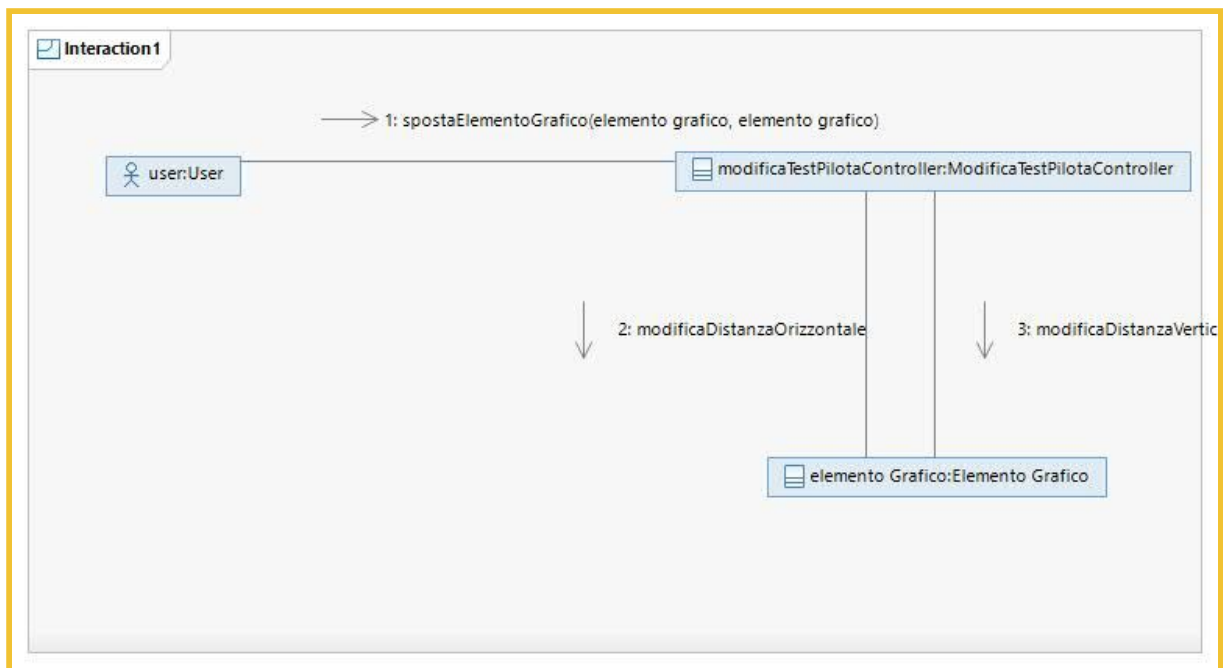 Interaction1
1: spostaElementoGrafico(elemento grafico, elemento grafico)
user:User
modificaTestPilotaController:ModificaTestPilotaController
2: modificaDistanzaOrizzontale
3: modificaDistanzaVertic
elemento Grafico:Elemento Grafico